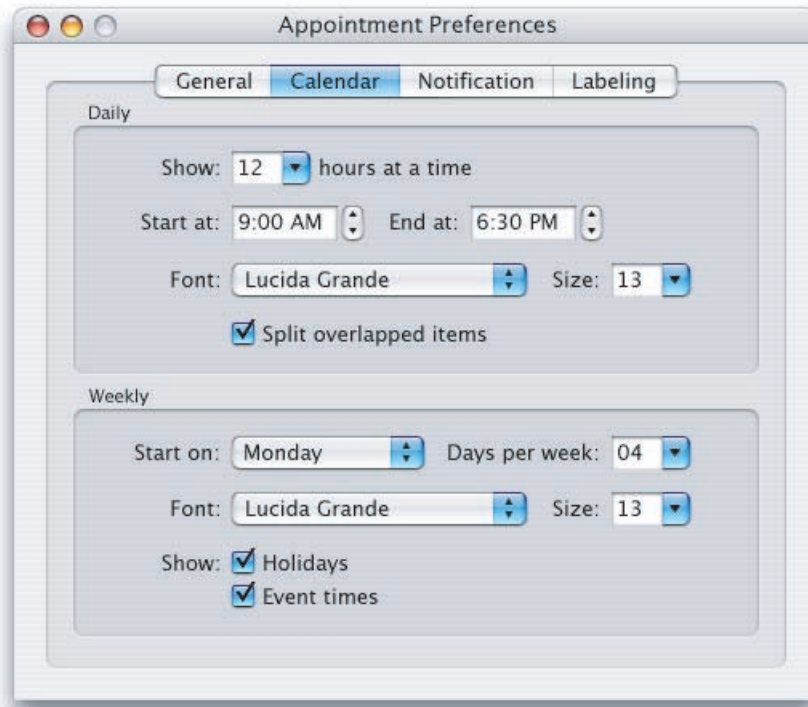 Appointment Preferences
General Calendar Notification Labeling
Daily
Show: 12 hours at a time
Start at: 9:00 AM End at: 6:30 PM
Font: Lucida Grande Size: 13
Split overlapped items
Weekly
Start on: Monday Days per week: 04
Font: Lucida Grande Size: 13
Show: Holidays
Event times